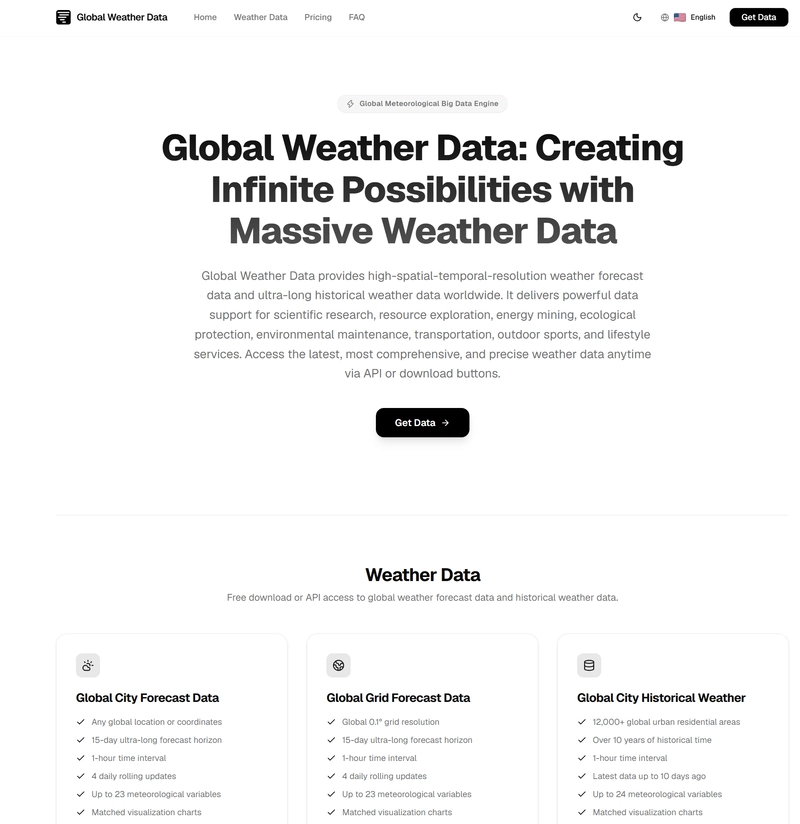 Global Weather Data
Home
Weather Data
Pricing
FAQ
English
Get Data
Global Meteorological Big Data Engine
Global Weather Data: Creating
Infinite Possibilities with
Massive Weather Data
Global Weather Data provides high-spatial-temporal-resolution weather forecast
data and ultra-long historical weather data worldwide. It delivers powerful data
support for scientific research, resource exploration, energy mining, ecological
protection, environmental maintenance, transportation, outdoor sports, and lifestyle
services. Access the latest, most comprehensive, and precise weather data anytime
via API or download buttons.
Get Data
Weather Data
Free download or API access to global weather forecast data and historical weather data.
Global City Forecast Data
Any global location or coordinates
15-day ultra-long forecast horizon
1-hour time interval
4 daily rolling updates
Up to 23 meteorological variables
Matched visualization charts
Global Grid Forecast Data
Global 0.1° grid resolution
15-day ultra-long forecast horizon
1-hour time interval
4 daily rolling updates
Up to 23 meteorological variables
Matched visualization charts
Global City Historical Weather
12,000+ global urban residential areas
Over 10 years of historical time
1-hour time interval
Latest data up to 10 days ago
Up to 24 meteorological variables
Matched visualization charts